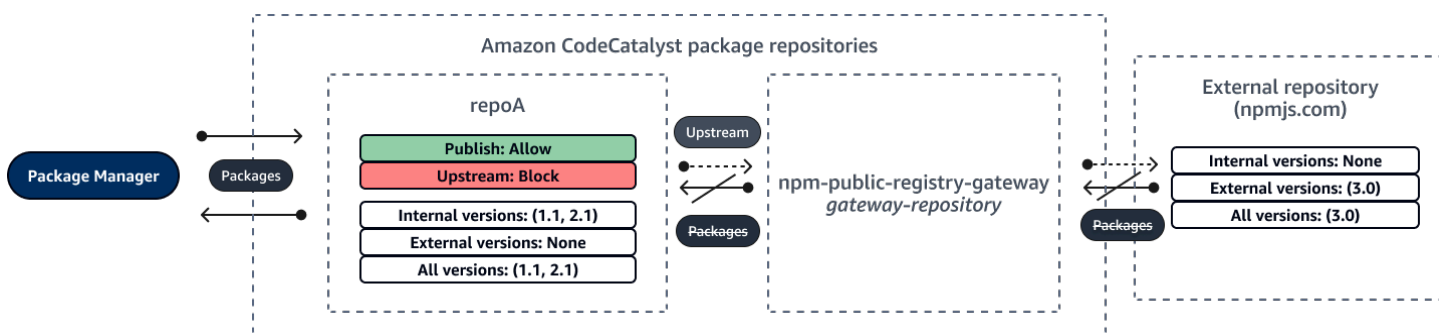 Amazon CodeCatalyst package repositories
Package Manager
Packages
repoA
Publish: Allow
Upstream: Block
Internal versions: (1.1, 2.1)
External versions: None
All versions: (1.1, 2.1)
Upstream
Packages
npm-public-registry-gateway
gateway-repository
Packages
External repository
(npmjs.com)
Internal versions: None
External versions: (3.0)
All versions: (3.0)